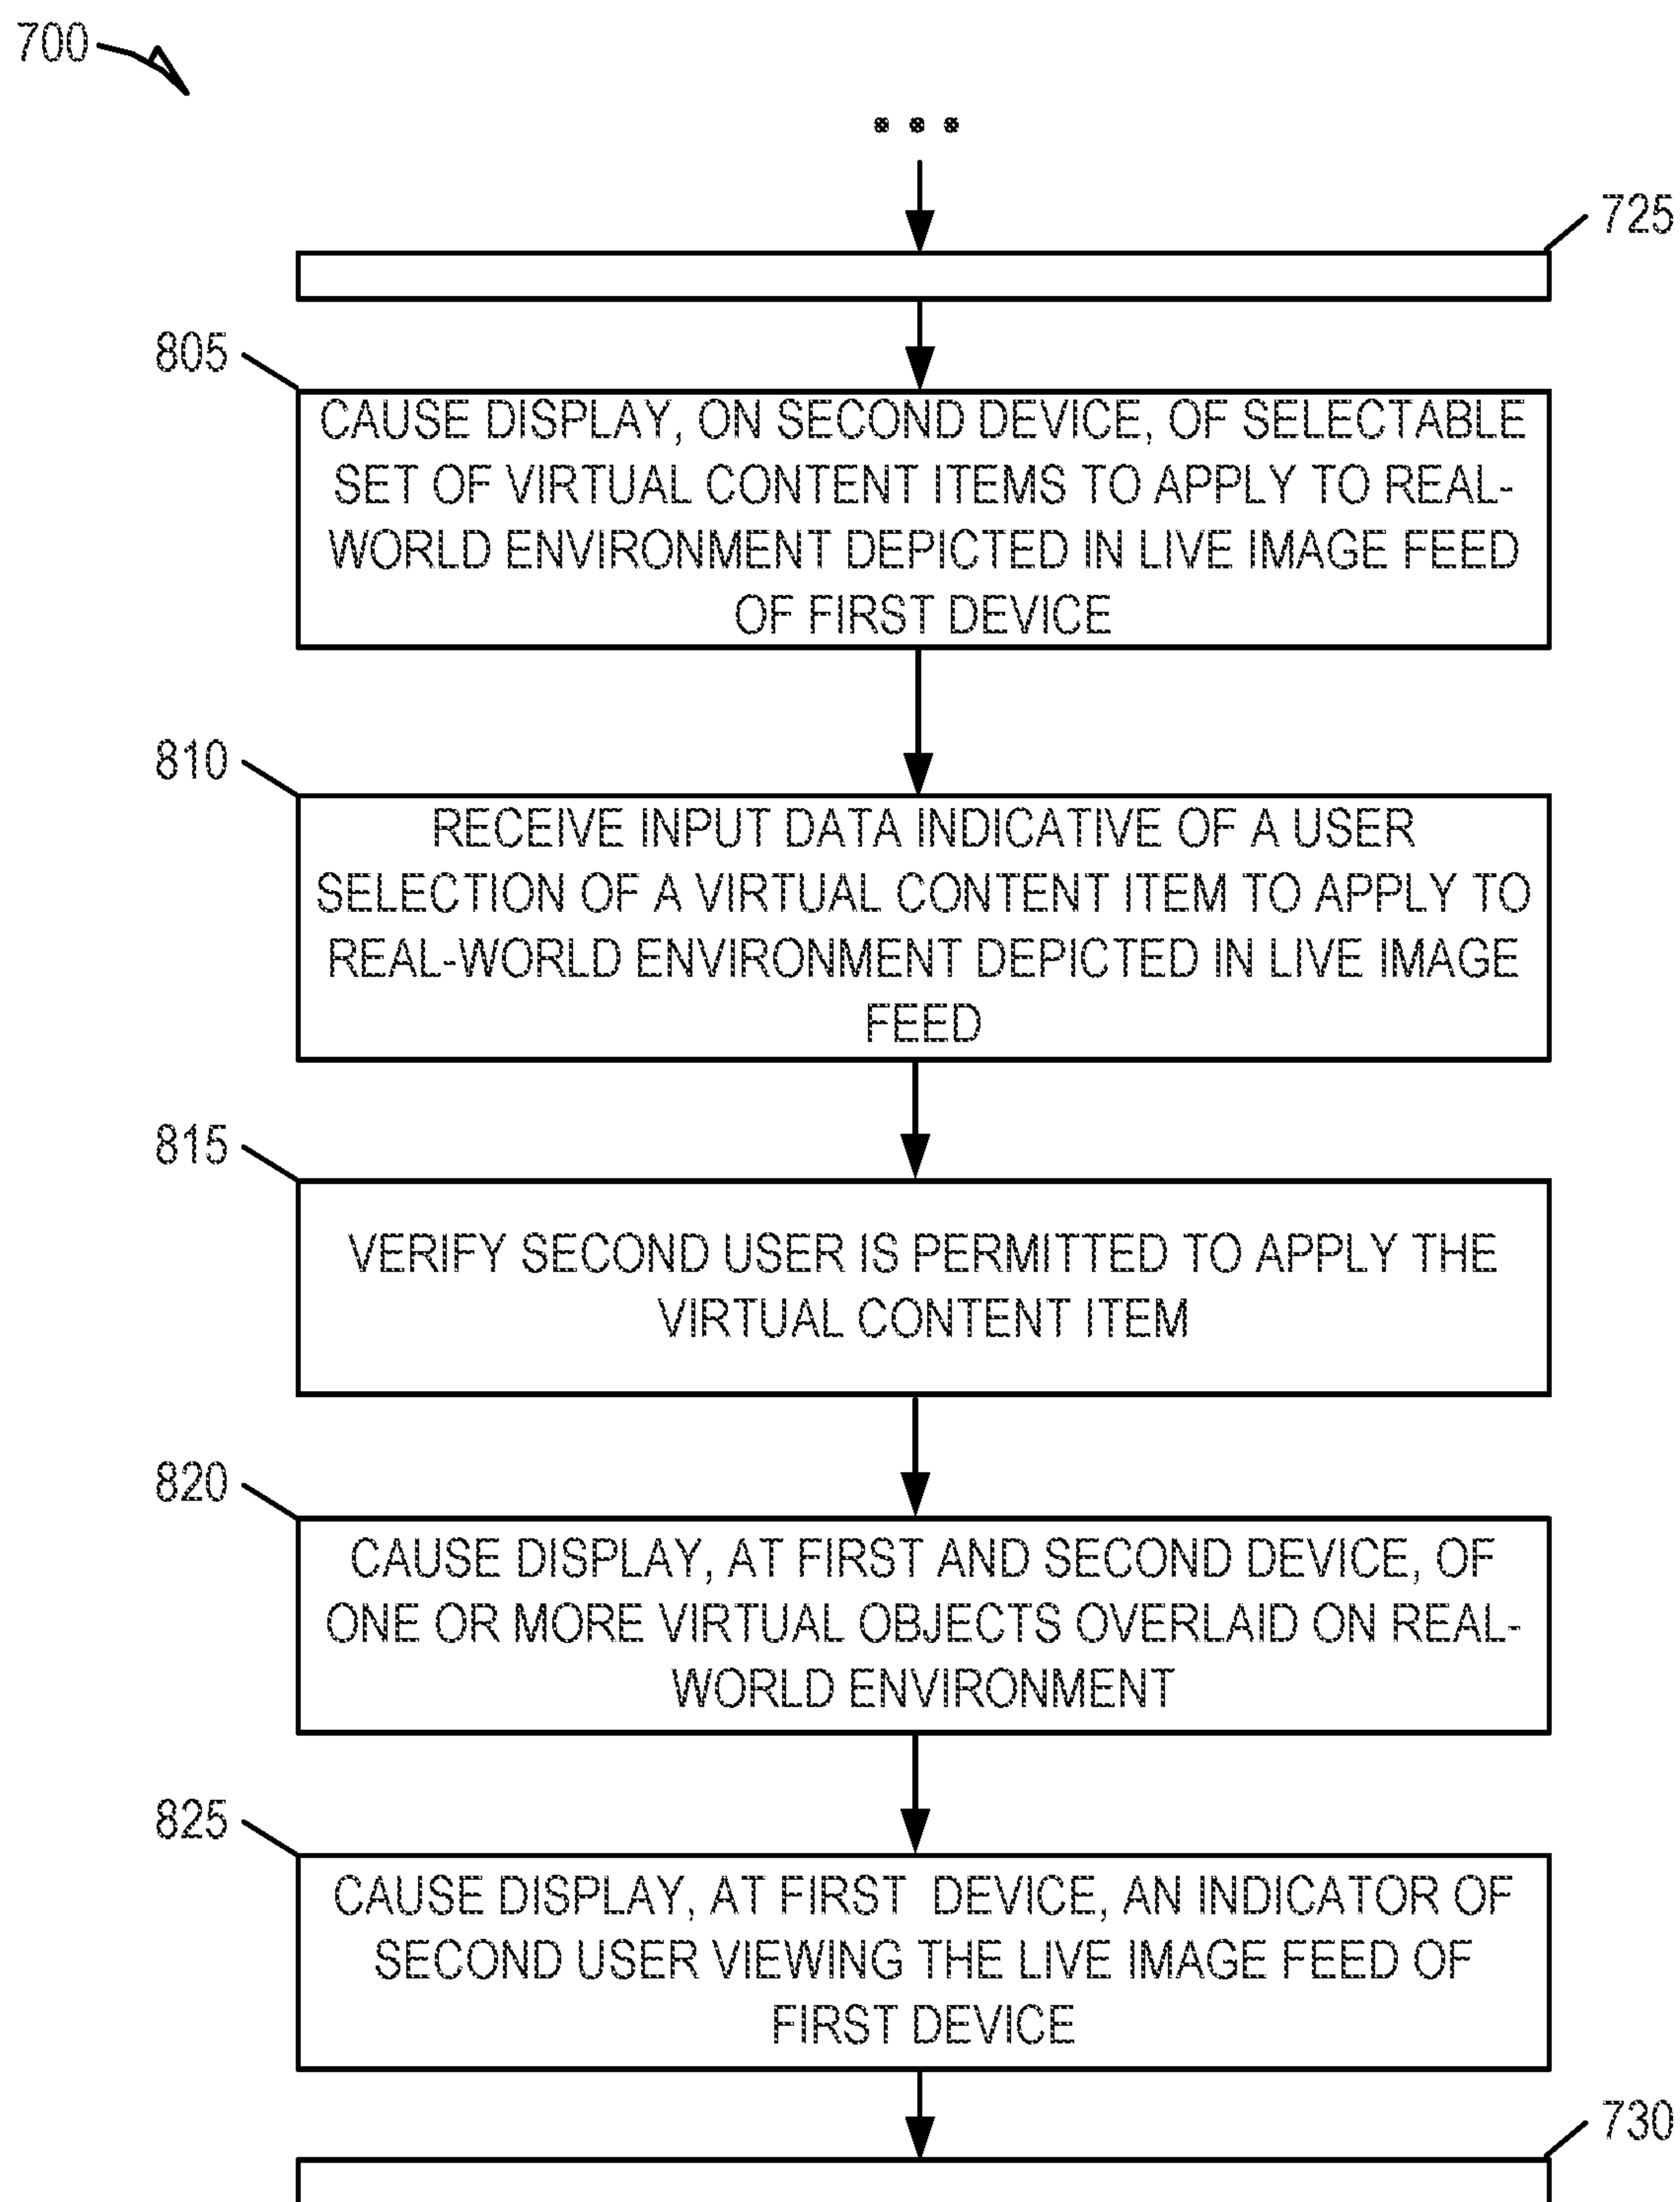 700
725
805
CAUSE DISPLAY, ON SECOND DEVICE, OF SELECTABLE
SET OF VIRTUAL CONTENT ITEMS TO APPLY TO REAL-
WORLD ENVIRONMENT DEPICTED IN LIVE IMAGE FEED
OF FIRST DEVICE
810
RECEIVE INPUT DATA INDICATIVE OF A USER
SELECTION OF A VIRTUAL CONTENT ITEM TO APPLY TO
REAL-WORLD ENVIRONMENT DEPICTED IN LIVE IMAGE
FEED
815
VERIFY SECOND USER IS PERMITTED TO APPLY THE
VIRTUAL CONTENT ITEM
820
CAUSE DISPLAY, AT FIRST AND SECOND DEVICE, OF
ONE OR MORE VIRTUAL OBJECTS OVERLAID ON REAL-
WORLD ENVIRONMENT
825
CAUSE DISPLAY, AT FIRST DEVICE, AN INDICATOR OF
SECOND USER VIEWING THE LIVE IMAGE FEED OF
FIRST DEVICE
730